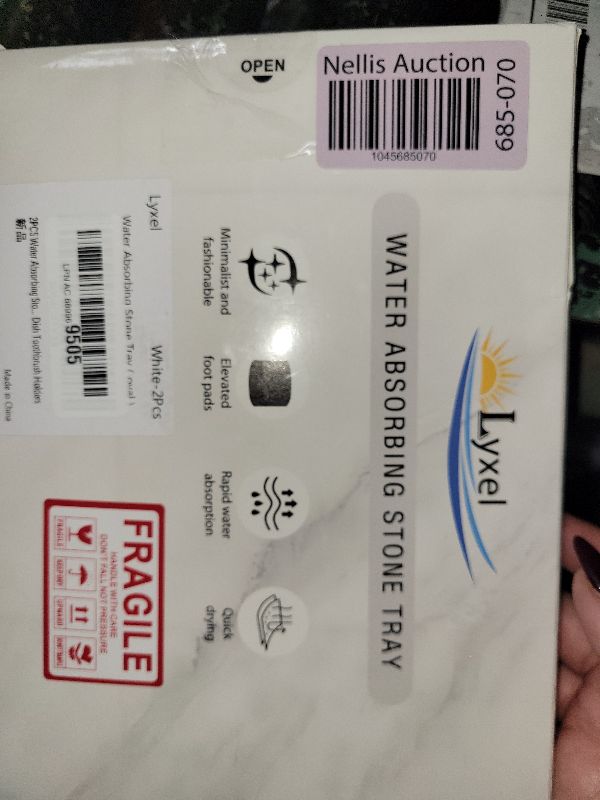 OPEN
Nellis Auction
1045685070
689-070
Lyxel
WATER ABSORBING STONE TRAY
Minimalist and
fashionable
Elevated
foot pads
Rapid water
absorption
Quick
drying
Lyxel
White-2Pcs
Water Absorbing Stone Tray ( oval )
9505
2PCS Water Absorbing Sto... Dish Toothbrush Holders
新品
Made in China
FRAGILE
HANDLE WITH CARE
DON'T FALL NOT PRESSURE
FRAGILE
KEEP DRY
UPWARD